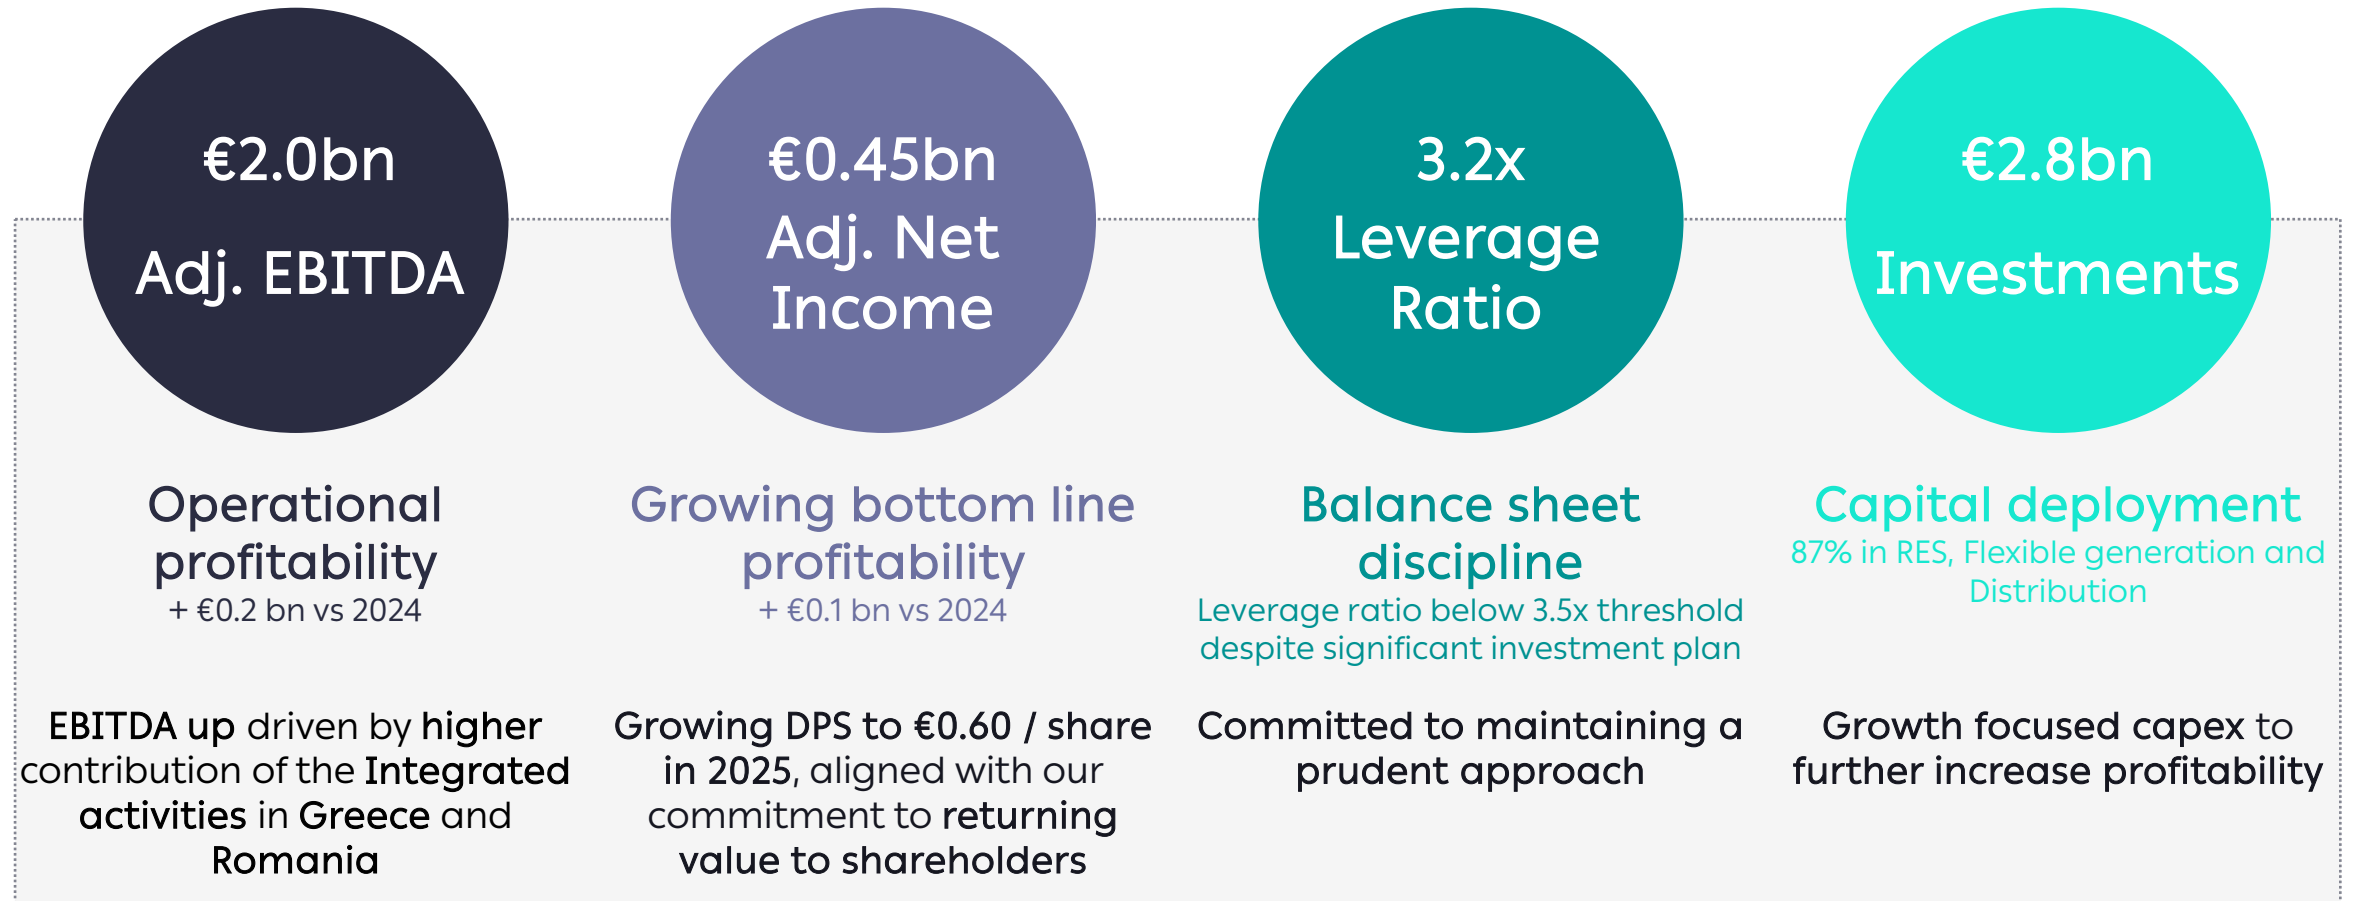 €2.0bn
Adj. EBITDA
Operational
profitability
+ €0.2 bn vs 2024
EBITDA up driven by higher
contribution of the Integrated
activities in Greece and
Romania
€0.45bn
Adj. Net
Income
Growing bottom line
profitability
+ €0.1 bn vs 2024
Growing DPS to €0.60 / share
in 2025, aligned with our
commitment to returning
value to shareholders
3.2x
Leverage
Ratio
Balance sheet
discipline
Leverage ratio below 3.5x threshold
despite significant investment plan
Committed to maintaining a
prudent approach
€2.8bn
Investments
Capital deployment
87% in RES, Flexible generation and
Distribution
Growth focused capex to
further increase profitability